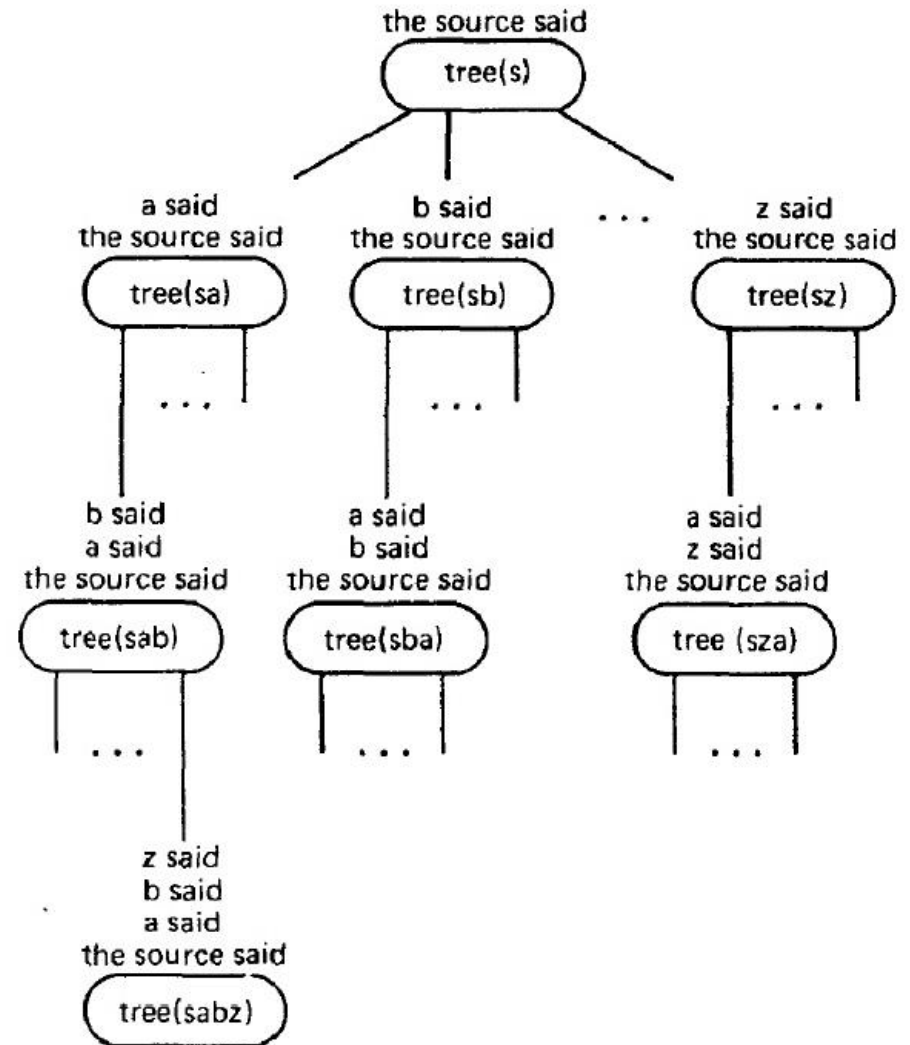 the source said
tree(s)
a said
the source said
tree(sa)
b said
the source said
tree(sb)
. . .
z said
the source said
tree(sz)
. . .
. . .
. . .
b said
a said
the source said
tree(sab)
a said
b said
the source said
tree(sba)
a said
z said
the source said
tree (sza)
. . .
. . .
. . .
z said
b said
a said
the source said
tree(sabz)